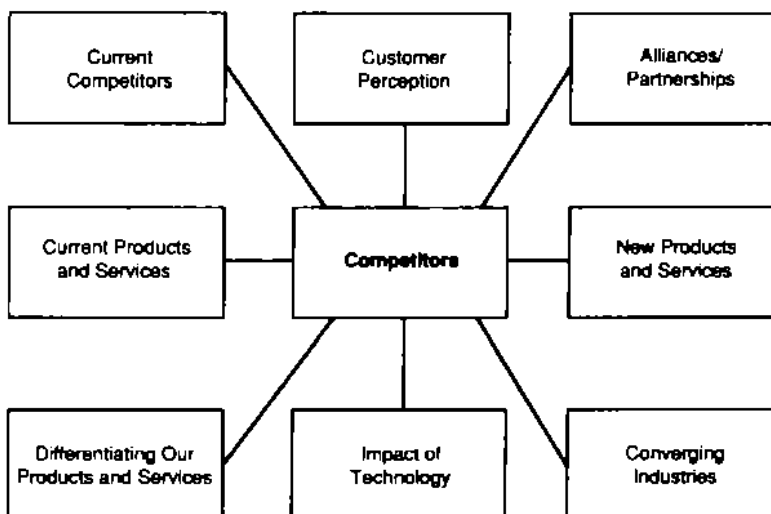 Current
Competitors
Customer
Perception
Alliances/
Partnerships
Current Products
and Services
Competitors
New Products
and Services
Differentiating Our
Products and Services
Impact of
Technology
Converging
Industries